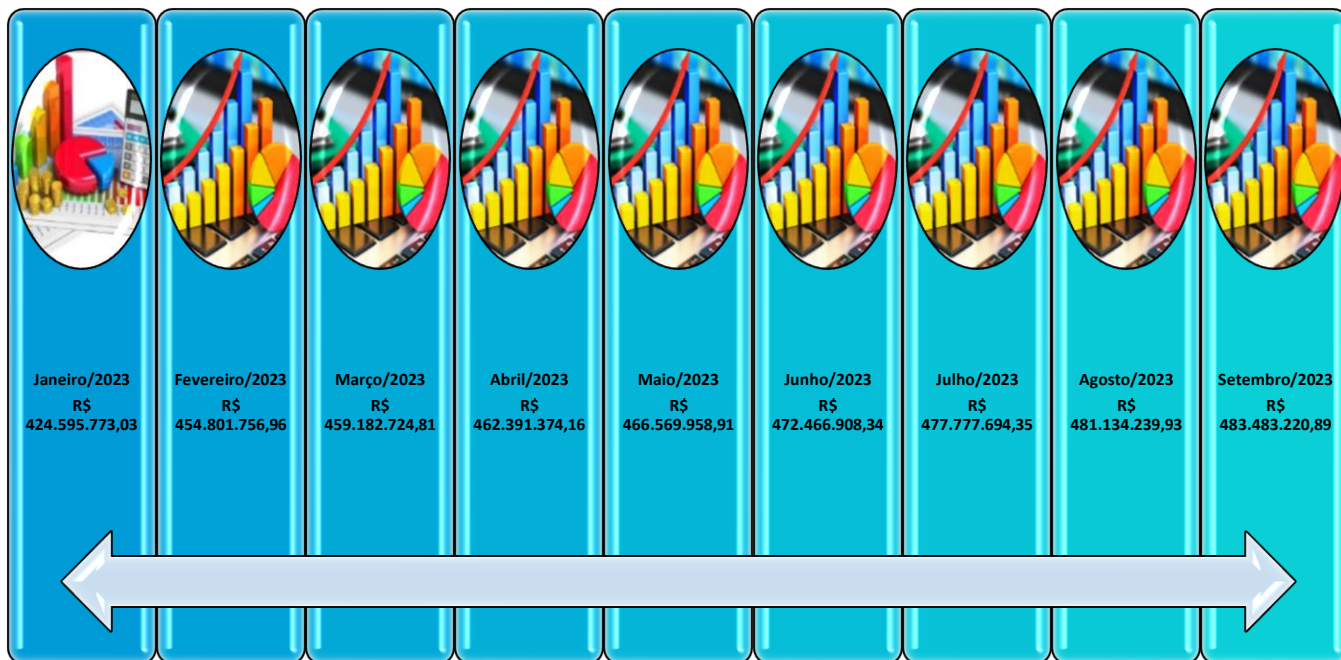 Janeiro/2023
R$
424.595.773,03
Fevereiro/2023
R$
454.801.756,96
Março/2023
R$
459.182.724,81
Abril/2023
R$
462.391.374,16
Maio/2023
R$
466.569.958,91
Junho/2023
R$
472.466.908,34
Julho/2023
R$
477.777.694,35
Agosto/2023
R$
481.134.239,93
Setembro/2023
R$
483.483.220,89